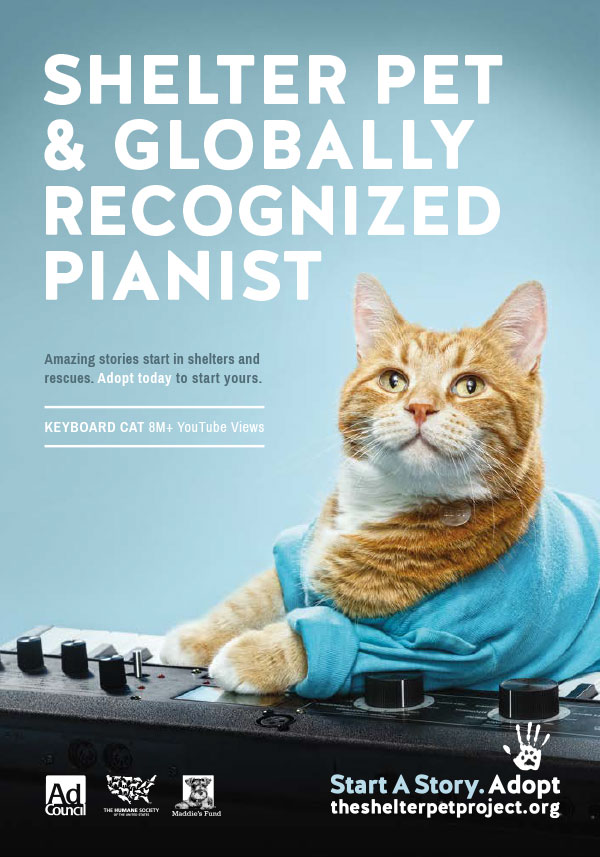 SHELTER PET
& GLOBALLY
RECOGNIZED
PIANIST
Amazing stories start in shelters and
rescues. Adopt today to start yours.
KEYBOARD CAT 8M+ YouTube Views
Start A Story. Adopt
theshelterpetproject.org
Ad
Council
THE HUMANE SOCIETY
OF THE UNITED STATES
Maddie's Fund